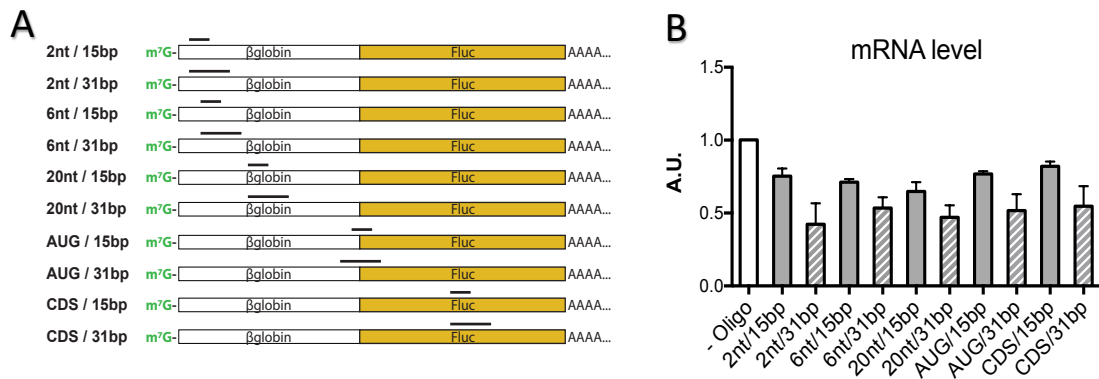 A
2nt / 15bp m⁷G- βglobin Fluc AAAA...
2nt / 31bp m⁷G- βglobin Fluc AAAA...
6nt / 15bp m⁷G- βglobin Fluc AAAA...
6nt / 31bp m⁷G- βglobin Fluc AAAA...
20nt / 15bp m⁷G- βglobin Fluc AAAA...
20nt / 31bp m⁷G- βglobin Fluc AAAA...
AUG / 15bp m⁷G- βglobin Fluc AAAA...
AUG / 31bp m⁷G- βglobin Fluc AAAA...
CDS / 15bp m⁷G- βglobin Fluc AAAA...
CDS / 31bp m⁷G- βglobin Fluc AAAA...
B
mRNA level
A.U.
1.5
1.0
0.5
0.0
- Oligo
2nt/15bp
2nt/31bp
6nt/15bp
6nt/31bp
20nt/15bp
20nt/31bp
AUG/15bp
AUG/31bp
CDS/15bp
CDS/31bp